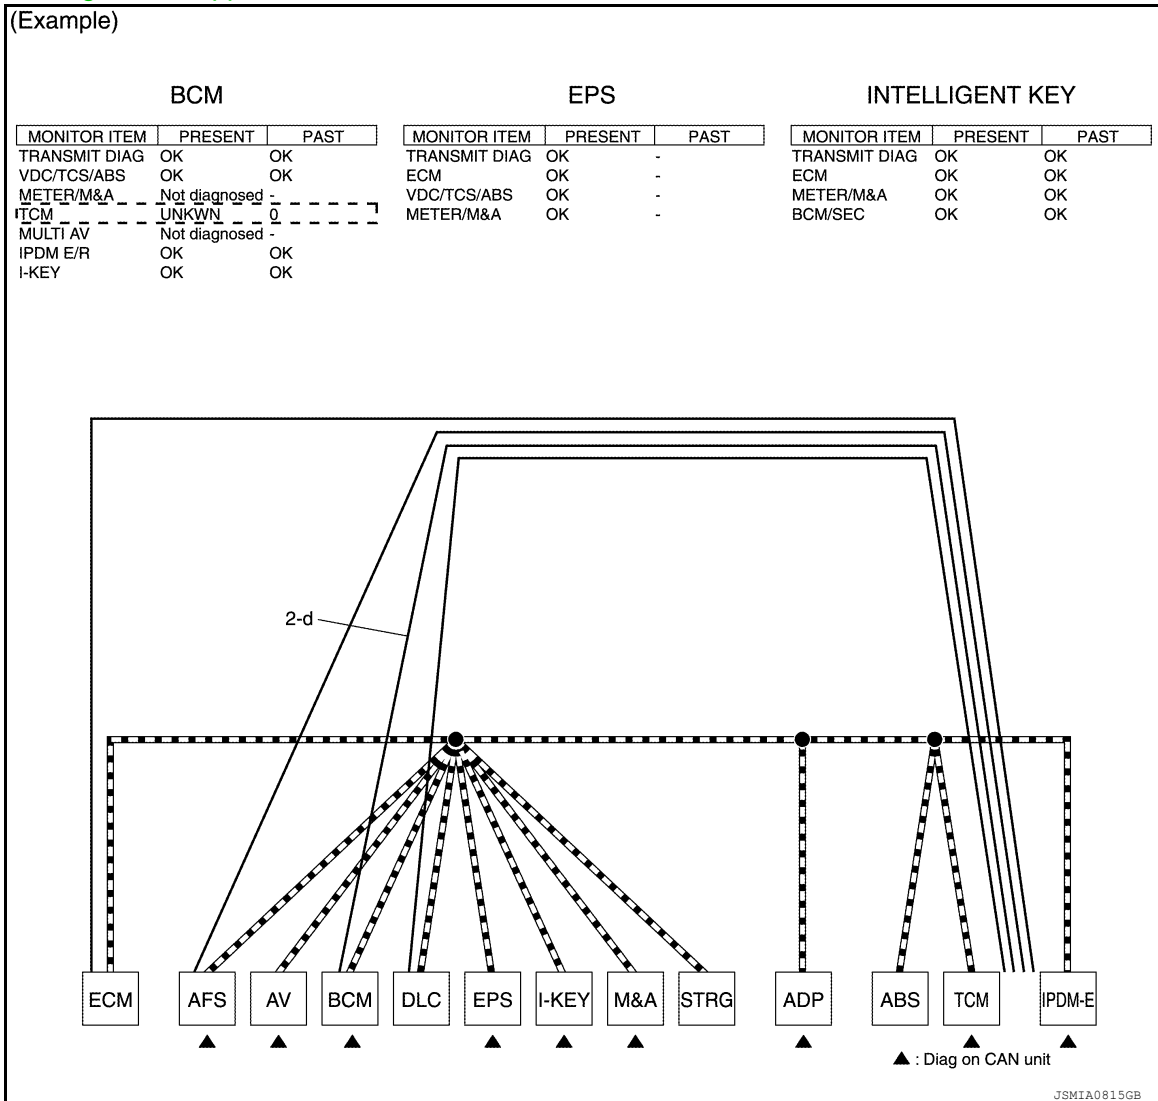 (Example)
BCM
MONITOR ITEM PRESENT PAST
TRANSMIT DIAG OK OK
VDC/TCS/ABS OK OK
METER/M&A Not diagnosed -
TCM UNKWN 0
MULTI AV Not diagnosed -
IPDM E/R OK OK
I-KEY OK OK
EPS
MONITOR ITEM PRESENT PAST
TRANSMIT DIAG OK -
ECM OK -
VDC/TCS/ABS OK -
METER/M&A OK -
INTELLIGENT KEY
MONITOR ITEM PRESENT PAST
TRANSMIT DIAG OK OK
ECM OK OK
METER/M&A OK OK
BCM/SEC OK OK
2-d
ECM AFS AV BCM DLC EPS I-KEY M&A STRG ADP ABS TCM IPDM-E
▲ : Diag on CAN unit
JSMIA0815GB